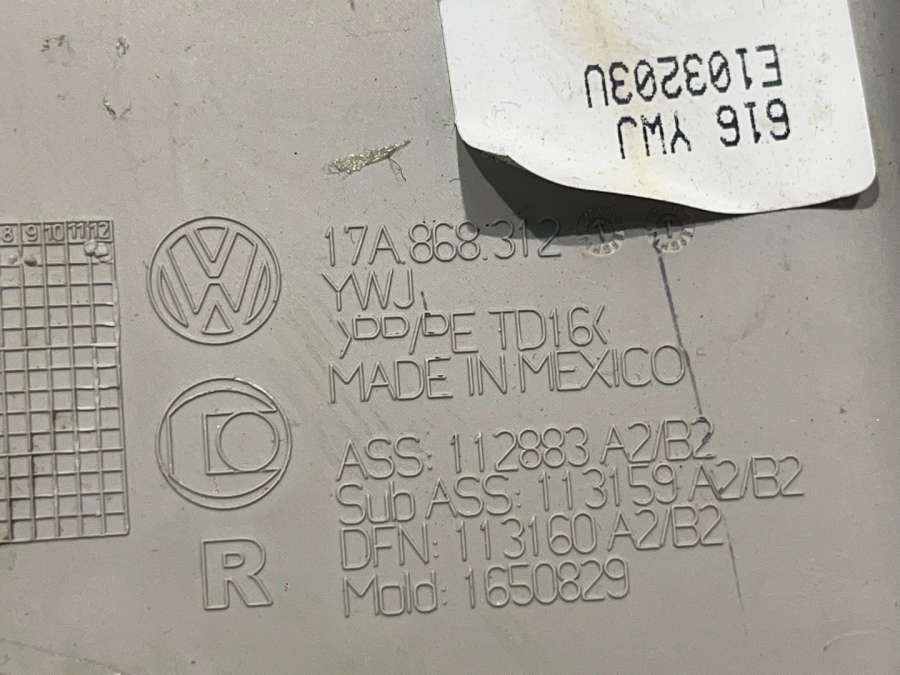 E103203U
616 YWJ
8 9 10 11 12
17A.868.312
YWJ
>PP/PE TD16<
MADE IN MEXICO
ASS: 112883 A2/B2
Sub ASS: 113159 A2/B2
DFN: 113160 A2/B2
Mold: 1650829
R